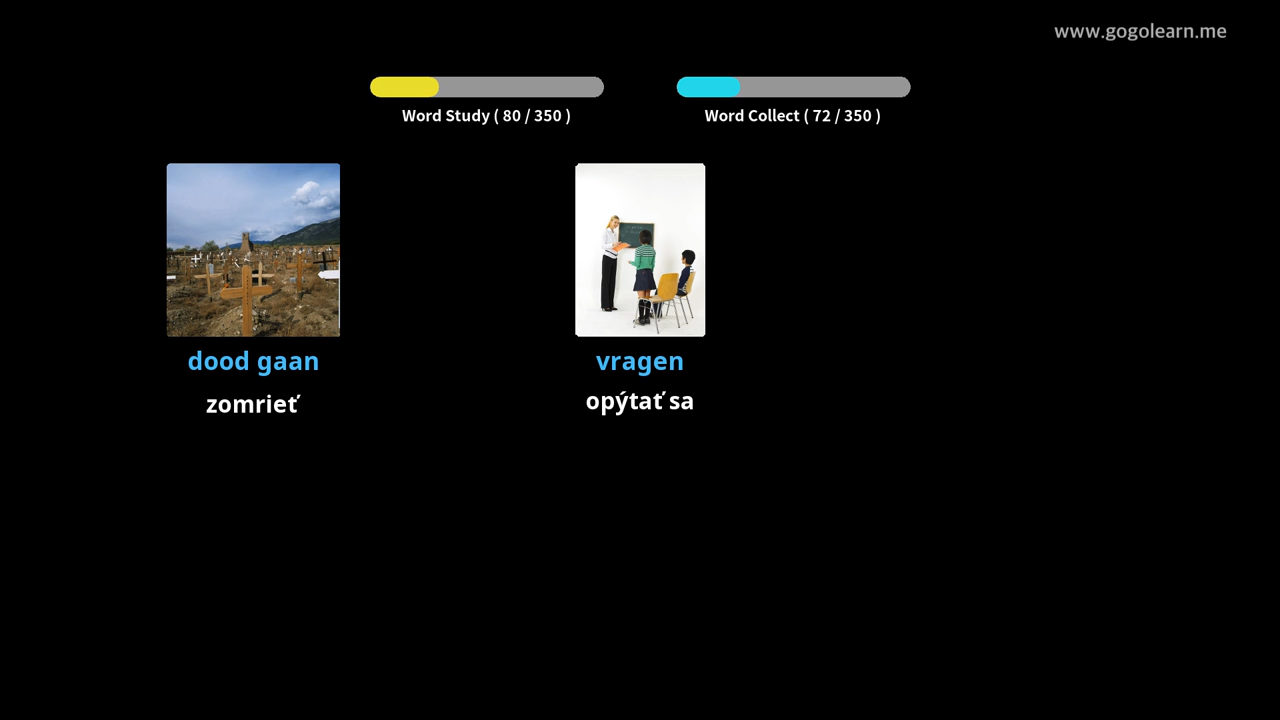 www.gogolearn.me
Word Study ( 80 / 350 )
Word Collect ( 72 / 350 )
dood gaan
zomrieť
vragen
opýtať sa